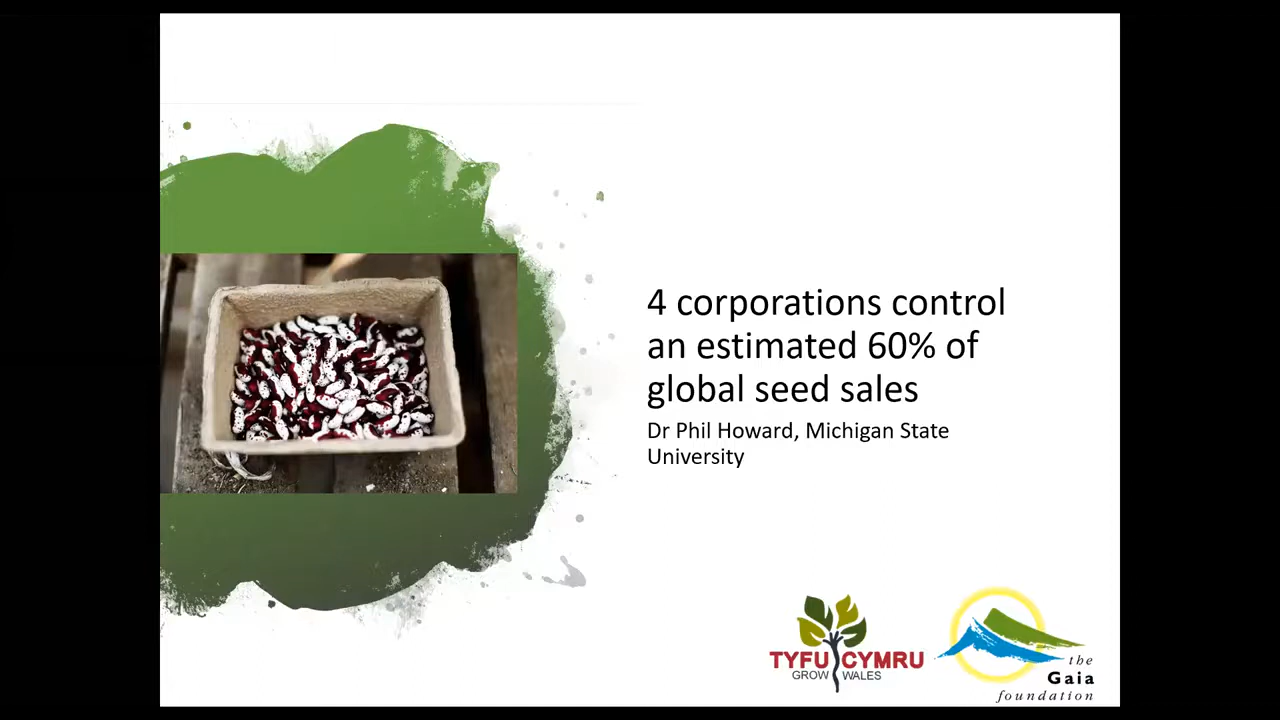 4 corporations control
an estimated 60% of
global seed sales
Dr Phil Howard, Michigan State
University
TYFU CYMRU
GROW WALES
the
Gaia
foundation